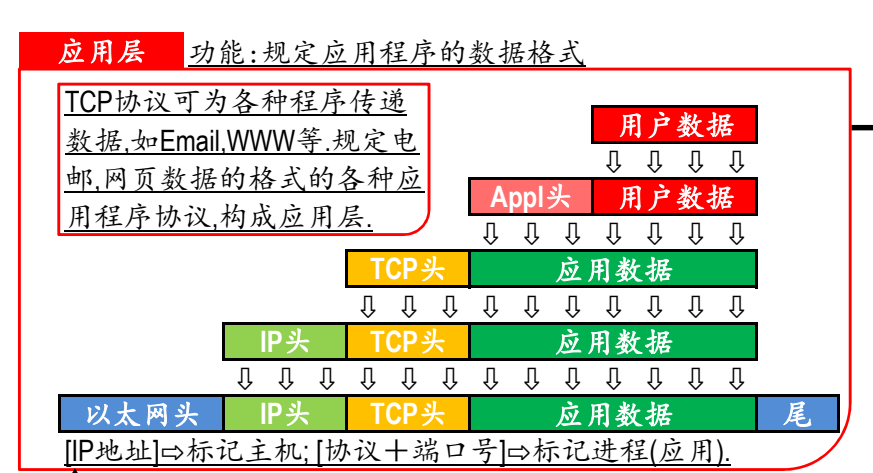 应用层 功能:规定应用程序的数据格式
TCP协议可为各种程序传递
数据,如Email,WWW等.规定电
邮,网页数据的格式的各种应
用程序协议,构成应用层.
用户数据
⇩ ⇩ ⇩ ⇩
Appl头 用户数据
⇩ ⇩ ⇩ ⇩ ⇩ ⇩ ⇩
TCP头 应用数据
⇩ ⇩ ⇩ ⇩ ⇩ ⇩ ⇩ ⇩ ⇩ ⇩
IP头 TCP头 应用数据
⇩ ⇩ ⇩ ⇩ ⇩ ⇩ ⇩ ⇩ ⇩ ⇩ ⇩ ⇩ ⇩
以太网头 IP头 TCP头 应用数据 尾
[IP地址]⇨标记主机; [协议＋端口号]⇨标记进程(应用).